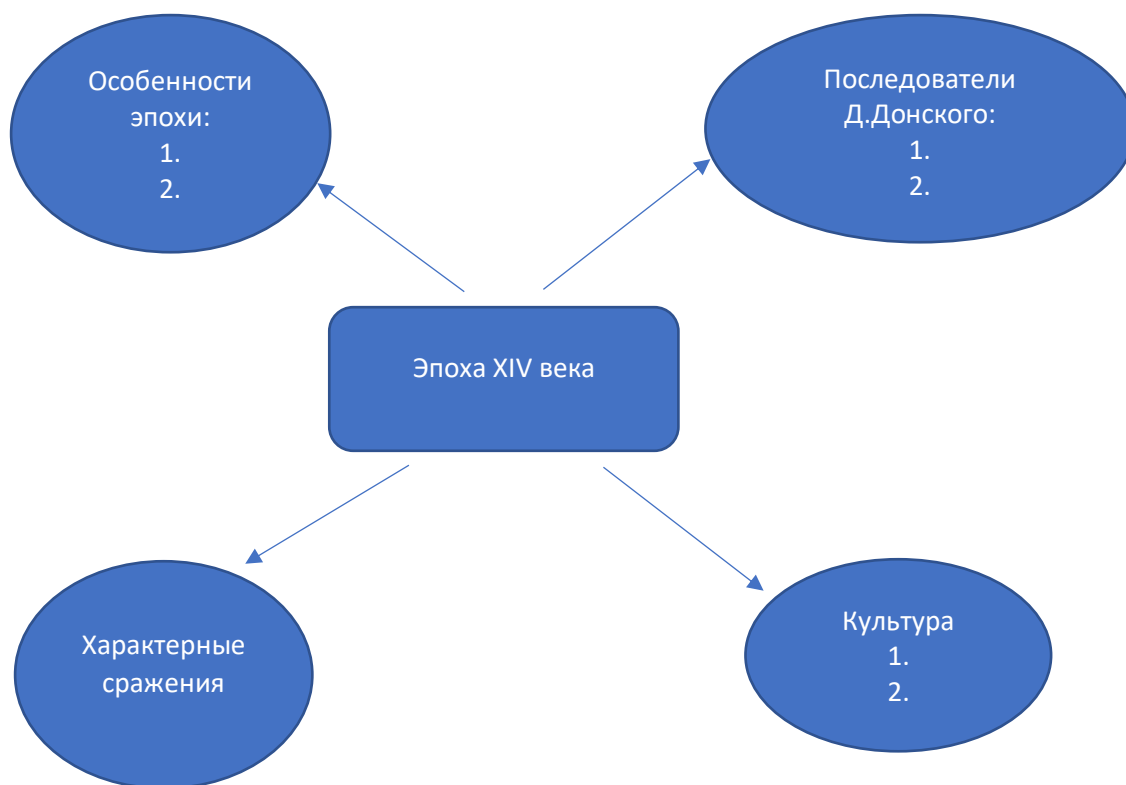 Особенности
эпохи:
1.
2.
Последователи
Д.Донского:
1.
2.
Эпоха XIV века
Характерные
сражения
Культура
1.
2.